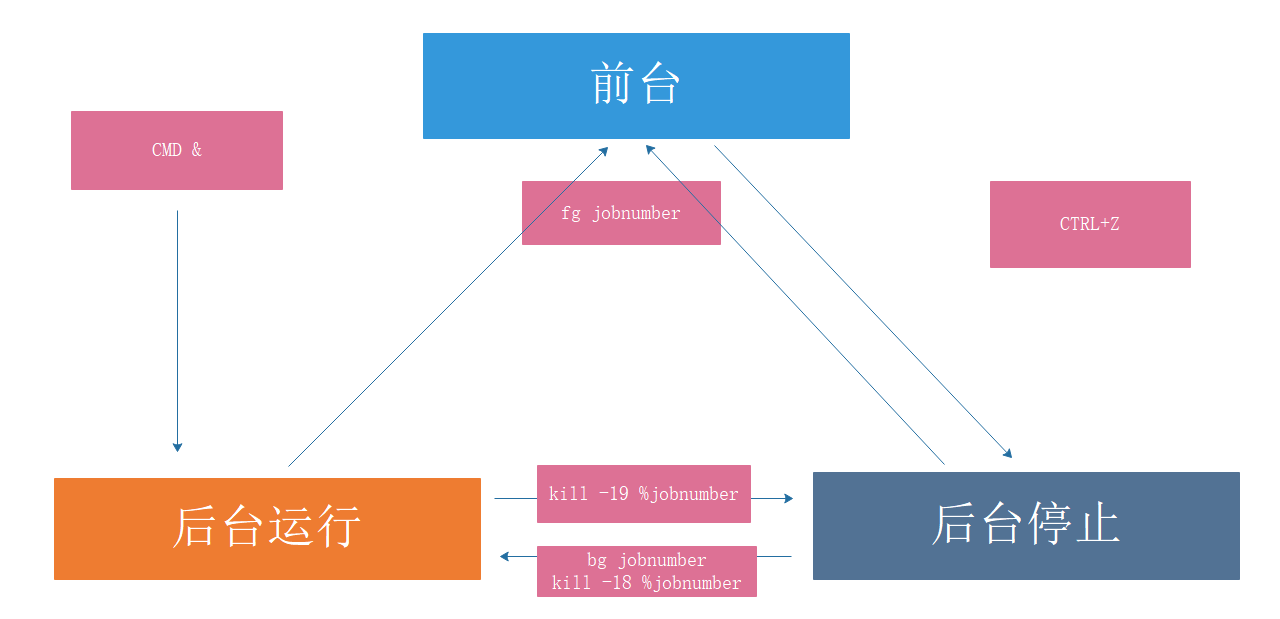 前台
CMD &
fg jobnumber
CTRL+Z
kill -19 %jobnumber
后台运行
后台停止
bg jobnumber
kill -18 %jobnumber